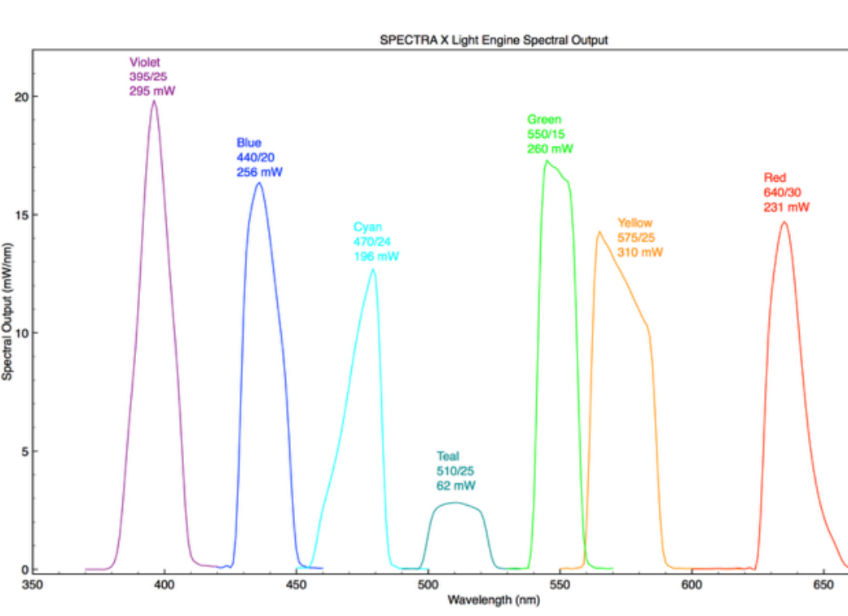 SPECTRA X Light Engine Spectral Output
Violet
395/25
295 mW
Blue
440/20
256 mW
Cyan
470/24
196 mW
Teal
510/25
62 mW
Green
550/15
260 mW
Yellow
575/25
310 mW
Red
640/30
231 mW
Spectral Output (mW/nm)
20
15
10
5
0
350
400
450
500
550
600
650
Wavelength (nm)